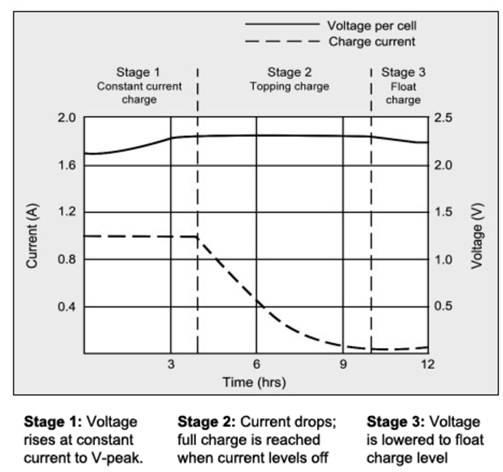 Voltage per cell
Charge current
Stage 1
Constant current
charge
Stage 2
Topping charge
Stage 3
Float
charge
2.0
1.6
1.2
0.8
0.4
Current (A)
2.5
2.0
1.5
1.0
0.5
Voltage (V)
3
6
9
12
Time (hrs)
Stage 1: Voltage
rises at constant
current to V-peak.
Stage 2: Current drops;
full charge is reached
when current levels off
Stage 3: Voltage
is lowered to float
charge level